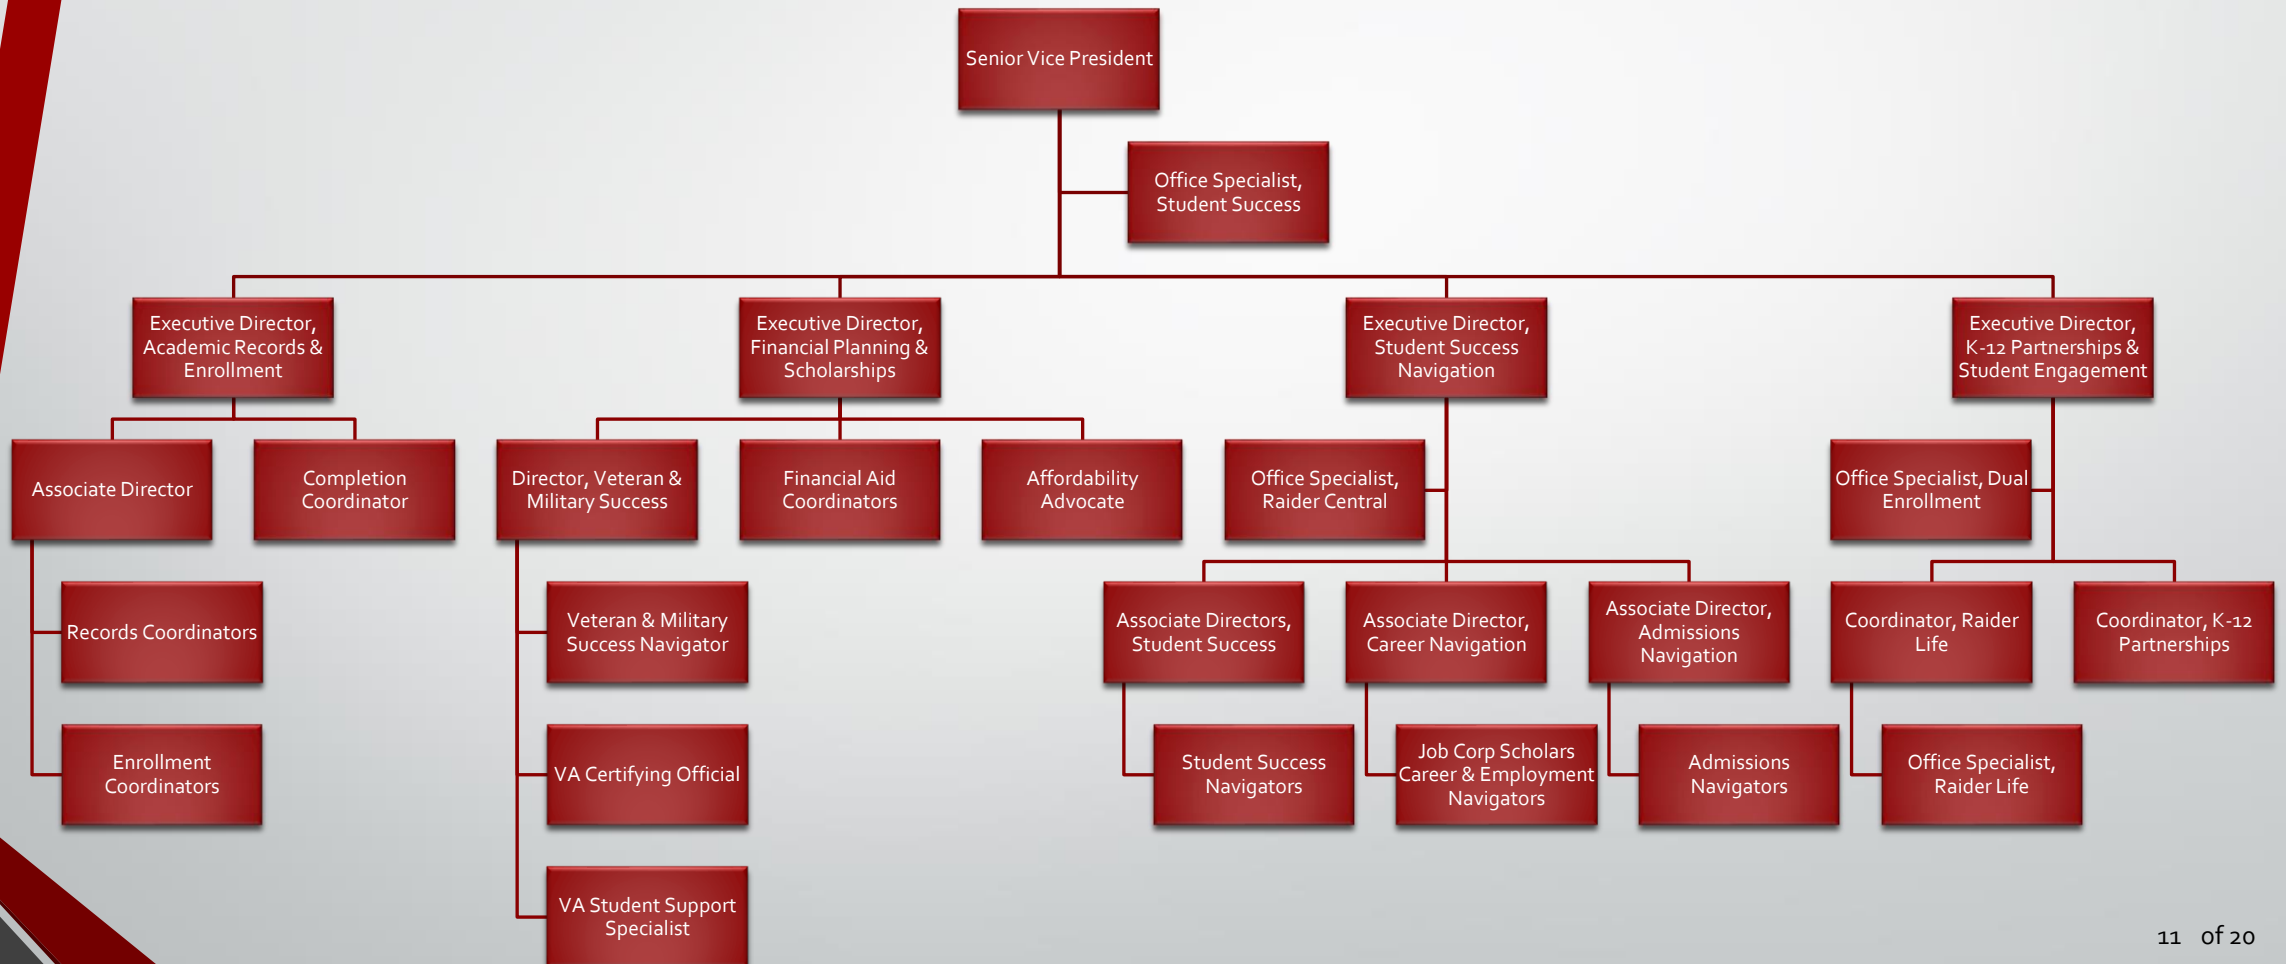 Senior Vice President
Office Specialist,
Student Success
Executive Director,
Academic Records &
Enrollment
Executive Director,
Financial Planning &
Scholarships
Executive Director,
Student Success
Navigation
Executive Director,
K-12 Partnerships &
Student Engagement
Associate Director
Completion
Coordinator
Director, Veteran &
Military Success
Financial Aid
Coordinators
Affordability
Advocate
Office Specialist,
Raider Central
Office Specialist, Dual
Enrollment
Records Coordinators
Veteran & Military
Success Navigator
Associate Directors,
Student Success
Associate Director,
Career Navigation
Associate Director,
Admissions
Navigation
Coordinator, Raider
Life
Coordinator, K-12
Partnerships
Enrollment
Coordinators
VA Certifying Official
Student Success
Navigators
Job Corp Scholars
Career & Employment
Navigators
Admissions
Navigators
Office Specialist,
Raider Life
VA Student Support
Specialist
11 of 20